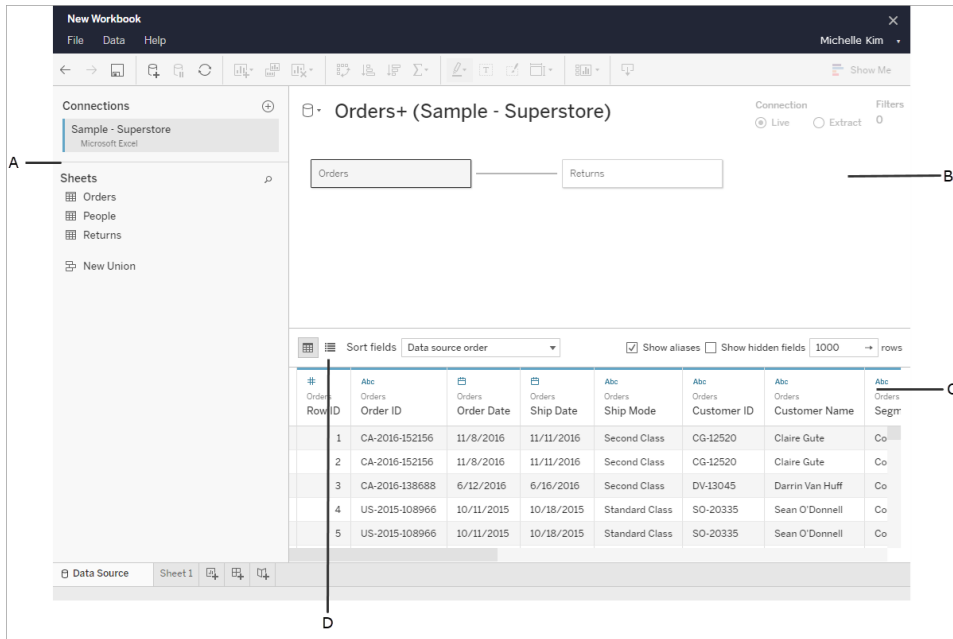 New Workbook
File Data Help Michelle Kim
Show Me
Connections
Sample - Superstore
Microsoft Excel
Orders+ (Sample - Superstore)
Connection Filters
Live Extract 0
A
Sheets
Orders
People
Returns
New Union
Orders Returns
B
Sort fields Data source order Show aliases Show hidden fields 1000 → rows
# Abc Abc Abc Abc Abc
Orders Orders Orders Orders Orders Orders Orders Orders
Row ID Order ID Order Date Ship Date Ship Mode Customer ID Customer Name Segm
C
1 CA-2016-152156 11/8/2016 11/11/2016 Second Class CG-12520 Claire Gute Co
2 CA-2016-152156 11/8/2016 11/11/2016 Second Class CG-12520 Claire Gute Co
3 CA-2016-138688 6/12/2016 6/16/2016 Second Class DV-13045 Darrin Van Huff Co
4 US-2015-108966 10/11/2015 10/18/2015 Standard Class SO-20335 Sean O'Donnell Co
5 US-2015-108966 10/11/2015 10/18/2015 Standard Class SO-20335 Sean O'Donnell Co
Data Source Sheet 1
D